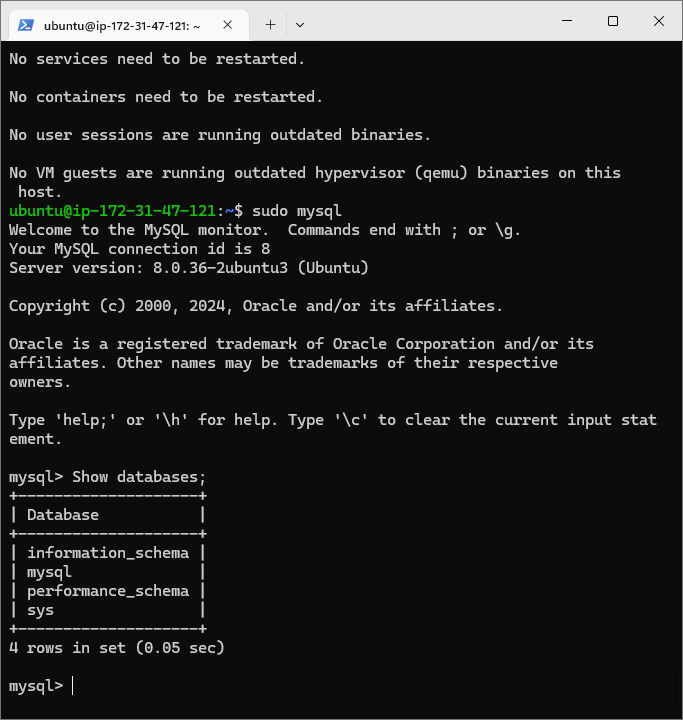 ubuntu@ip-172-31-47-121: ~
No services need to be restarted.
No containers need to be restarted.
No user sessions are running outdated binaries.
No VM guests are running outdated hypervisor (qemu) binaries on this
 host.
ubuntu@ip-172-31-47-121:~$ sudo mysql
Welcome to the MySQL monitor.  Commands end with ; or \g.
Your MySQL connection id is 8
Server version: 8.0.36-2ubuntu3 (Ubuntu)
Copyright (c) 2000, 2024, Oracle and/or its affiliates.
Oracle is a registered trademark of Oracle Corporation and/or its
affiliates. Other names may be trademarks of their respective
owners.
Type 'help;' or '\h' for help. Type '\c' to clear the current input stat
ement.
mysql> Show databases;
+--------------------+
| Database           |
+--------------------+
| information_schema |
| mysql              |
| performance_schema |
| sys                |
+--------------------+
4 rows in set (0.05 sec)
mysql>